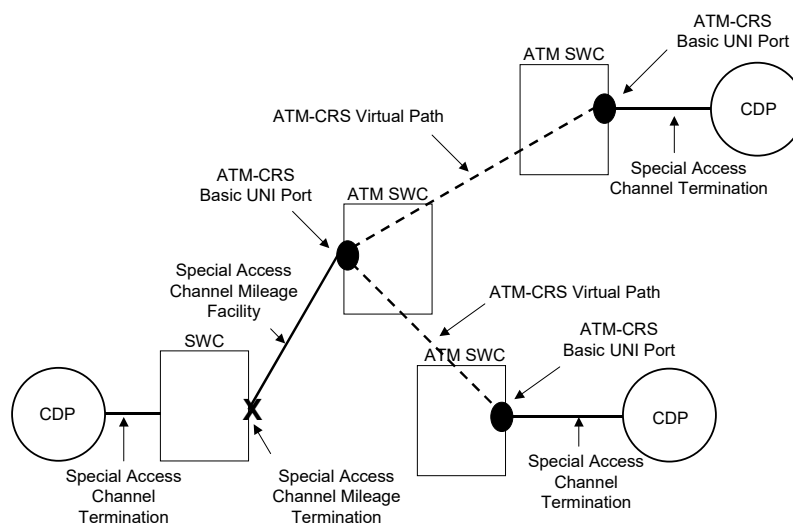 ATM-CRS
Basic UNI Port
ATM SWC
CDP
ATM-CRS Virtual Path
Special Access
Channel Termination
ATM-CRS
Basic UNI Port
ATM SWC
Special Access
Channel Mileage
Facility
ATM-CRS Virtual Path
SWC
ATM-CRS
Basic UNI Port
ATM SWC
CDP
X
CDP
Special Access
Channel
Termination
Special Access
Channel Mileage
Termination
Special Access
Channel
Termination